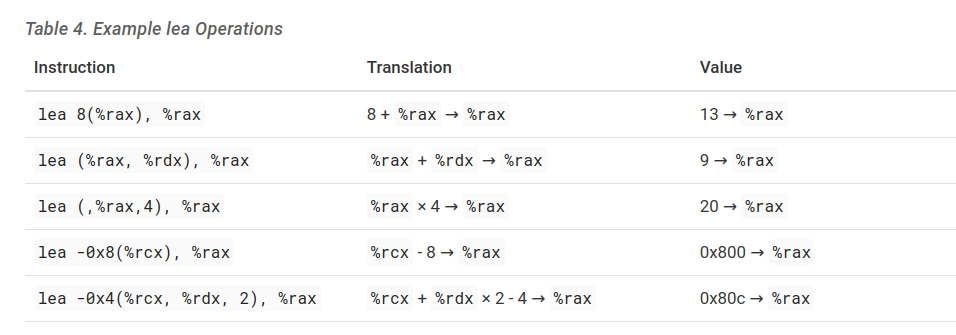 Table 4. Example lea Operations
Instruction Translation Value
lea 8(%rax), %rax 8 + %rax → %rax 13 → %rax
lea (%rax, %rdx), %rax %rax + %rdx → %rax 9 → %rax
lea (,%rax,4), %rax %rax × 4 → %rax 20 → %rax
lea -0x8(%rcx), %rax %rcx - 8 → %rax 0x800 → %rax
lea -0x4(%rcx, %rdx, 2), %rax %rcx + %rdx × 2 - 4 → %rax 0x80c → %rax